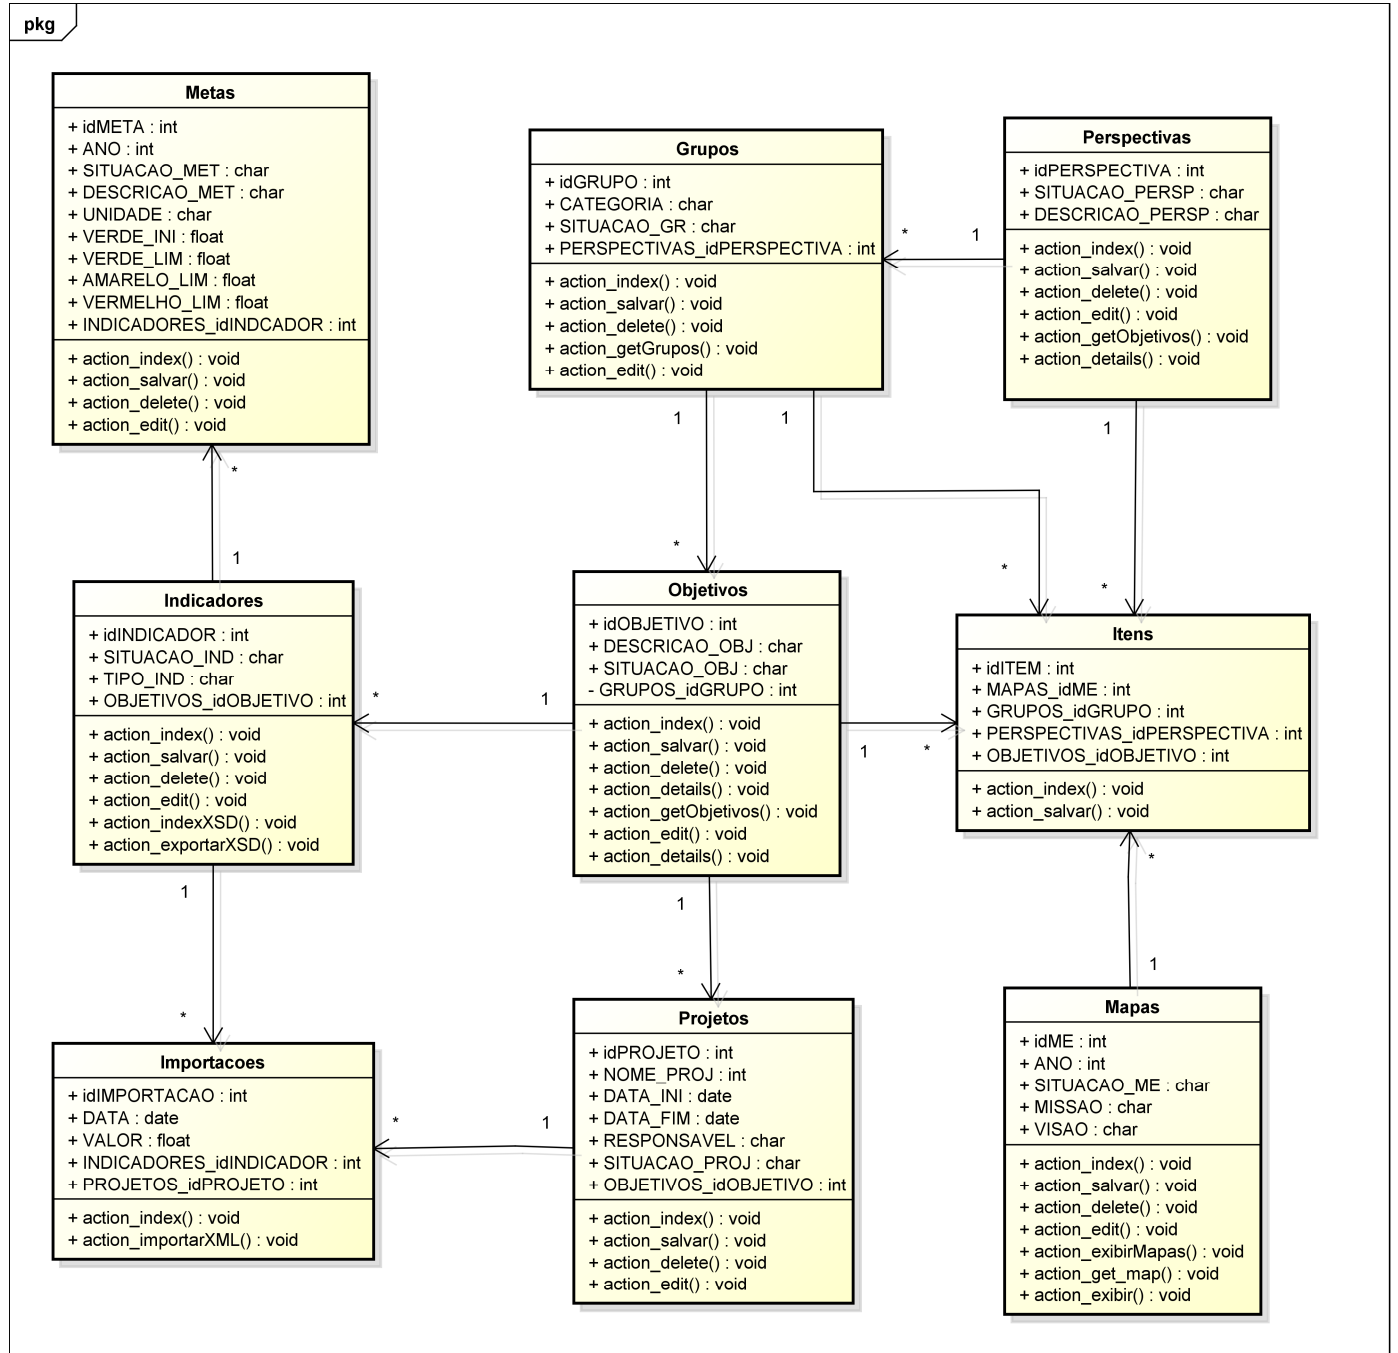 pkg
Metas
+ idMETA : int
+ ANO : int
+ SITUACAO_MET : char
+ DESCRICAO_MET : char
+ UNIDADE : char
+ VERDE_INI : float
+ VERDE_LIM : float
+ AMARELO_LIM : float
+ VERMELHO_LIM : float
+ INDICADORES_idINDCADOR : int
+ action_index() : void
+ action_salvar() : void
+ action_delete() : void
+ action_edit() : void
Grupos
+ idGRUPO : int
+ CATEGORIA : char
+ SITUACAO_GR : char
+ PERSPECTIVAS_idPERSPECTIVA : int
+ action_index() : void
+ action_salvar() : void
+ action_delete() : void
+ action_getGrupos() : void
+ action_edit() : void
* 1
Perspectivas
+ idPERSPECTIVA : int
+ SITUACAO_PERSP : char
+ DESCRICAO_PERSP : char
+ action_index() : void
+ action_salvar() : void
+ action_delete() : void
+ action_edit() : void
+ action_getObjetivos() : void
+ action_details() : void
1 1 1
*
1
* * *
Indicadores
+ idINDICADOR : int
+ SITUACAO_IND : char
+ TIPO_IND : char
+ OBJETIVOS_idOBJETIVO : int
+ action_index() : void
+ action_salvar() : void
+ action_delete() : void
+ action_edit() : void
+ action_indexXSD() : void
+ action_exportarXSD() : void
* 1
Objetivos
+ idOBJETIVO : int
+ DESCRICAO_OBJ : char
+ SITUACAO_OBJ : char
- GRUPOS_idGRUPO : int
+ action_index() : void
+ action_salvar() : void
+ action_delete() : void
+ action_details() : void
+ action_getObjetivos() : void
+ action_edit() : void
+ action_details() : void
1 *
Itens
+ idITEM : int
+ MAPAS_idME : int
+ GRUPOS_idGRUPO : int
+ PERSPECTIVAS_idPERSPECTIVA : int
+ OBJETIVOS_idOBJETIVO : int
+ action_index() : void
+ action_salvar() : void
1 1 *
* * 1
Importacoes
+ idIMPORTACAO : int
+ DATA : date
+ VALOR : float
+ INDICADORES_idINDICADOR : int
+ PROJETOS_idPROJETO : int
+ action_index() : void
+ action_importarXML() : void
* 1
Projetos
+ idPROJETO : int
+ NOME_PROJ : int
+ DATA_INI : date
+ DATA_FIM : date
+ RESPONSAVEL : char
+ SITUACAO_PROJ : char
+ OBJETIVOS_idOBJETIVO : int
+ action_index() : void
+ action_salvar() : void
+ action_delete() : void
+ action_edit() : void
Mapas
+ idME : int
+ ANO : int
+ SITUACAO_ME : char
+ MISSAO : char
+ VISAO : char
+ action_index() : void
+ action_salvar() : void
+ action_delete() : void
+ action_edit() : void
+ action_exibirMapas() : void
+ action_get_map() : void
+ action_exibir() : void